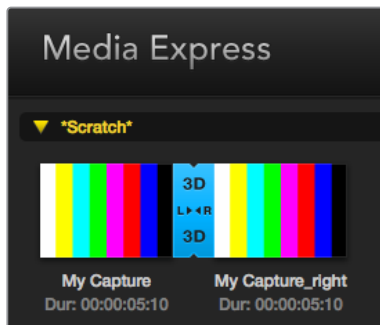 Media Express
*Scratch*
3D
L R
3D
My Capture
My Capture_right
Dur: 00:00:05:10
Dur: 00:00:05:10